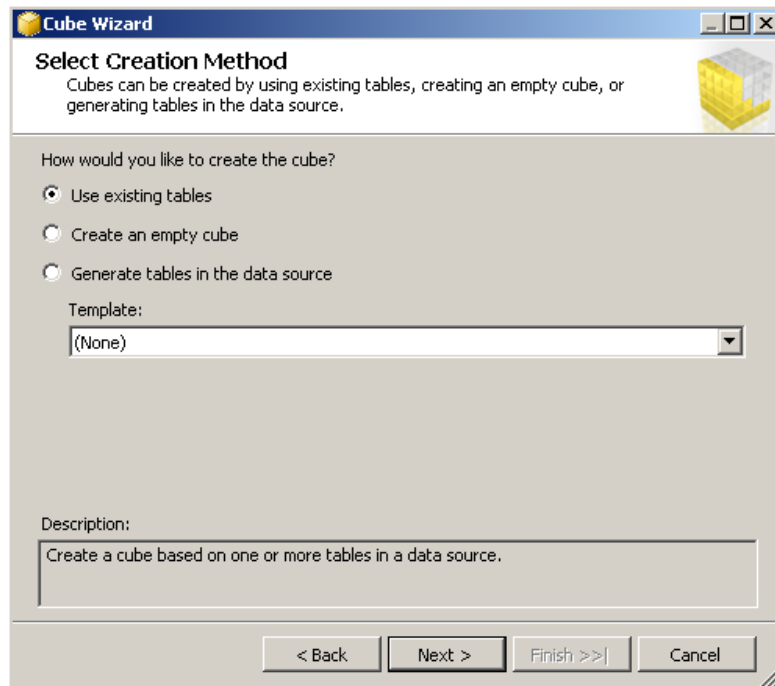 Cube Wizard
Select Creation Method
Cubes can be created by using existing tables, creating an empty cube, or
generating tables in the data source.
How would you like to create the cube?
Use existing tables
Create an empty cube
Generate tables in the data source
Template:
(None)
Description:
Create a cube based on one or more tables in a data source.
< Back Next > Finish >>| Cancel